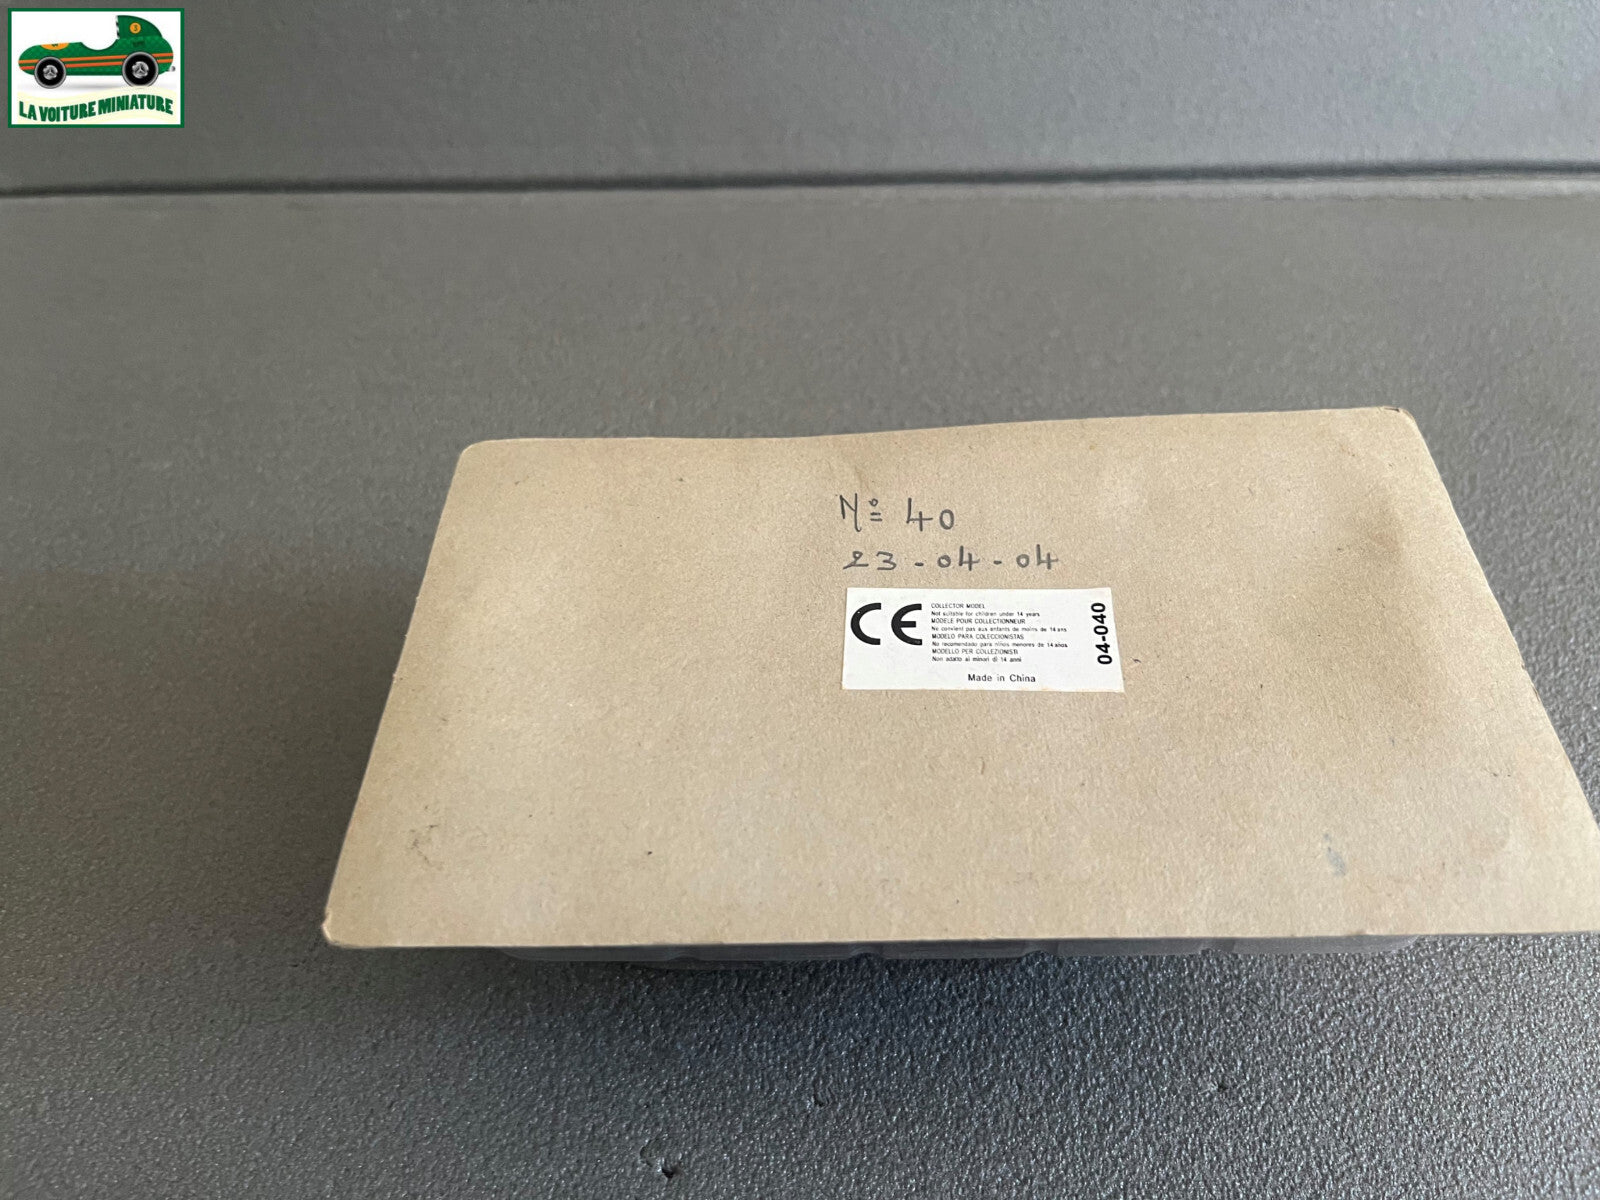 LA VOITURE MINIATURE
Nº 40
23-04-04
CE
COLLECTOR MODEL
Not suitable for children under 14 years
MODELE POUR COLLECTIONNEUR
Ne convient pas aux enfants de moins de 14 ans
MODELO PARA COLECCIONISTAS
No recomendado para niños menores de 14 años
MODELLO PER COLLEZIONISTI
Non adatto ai minori di 14 anni
Made in China
04-040